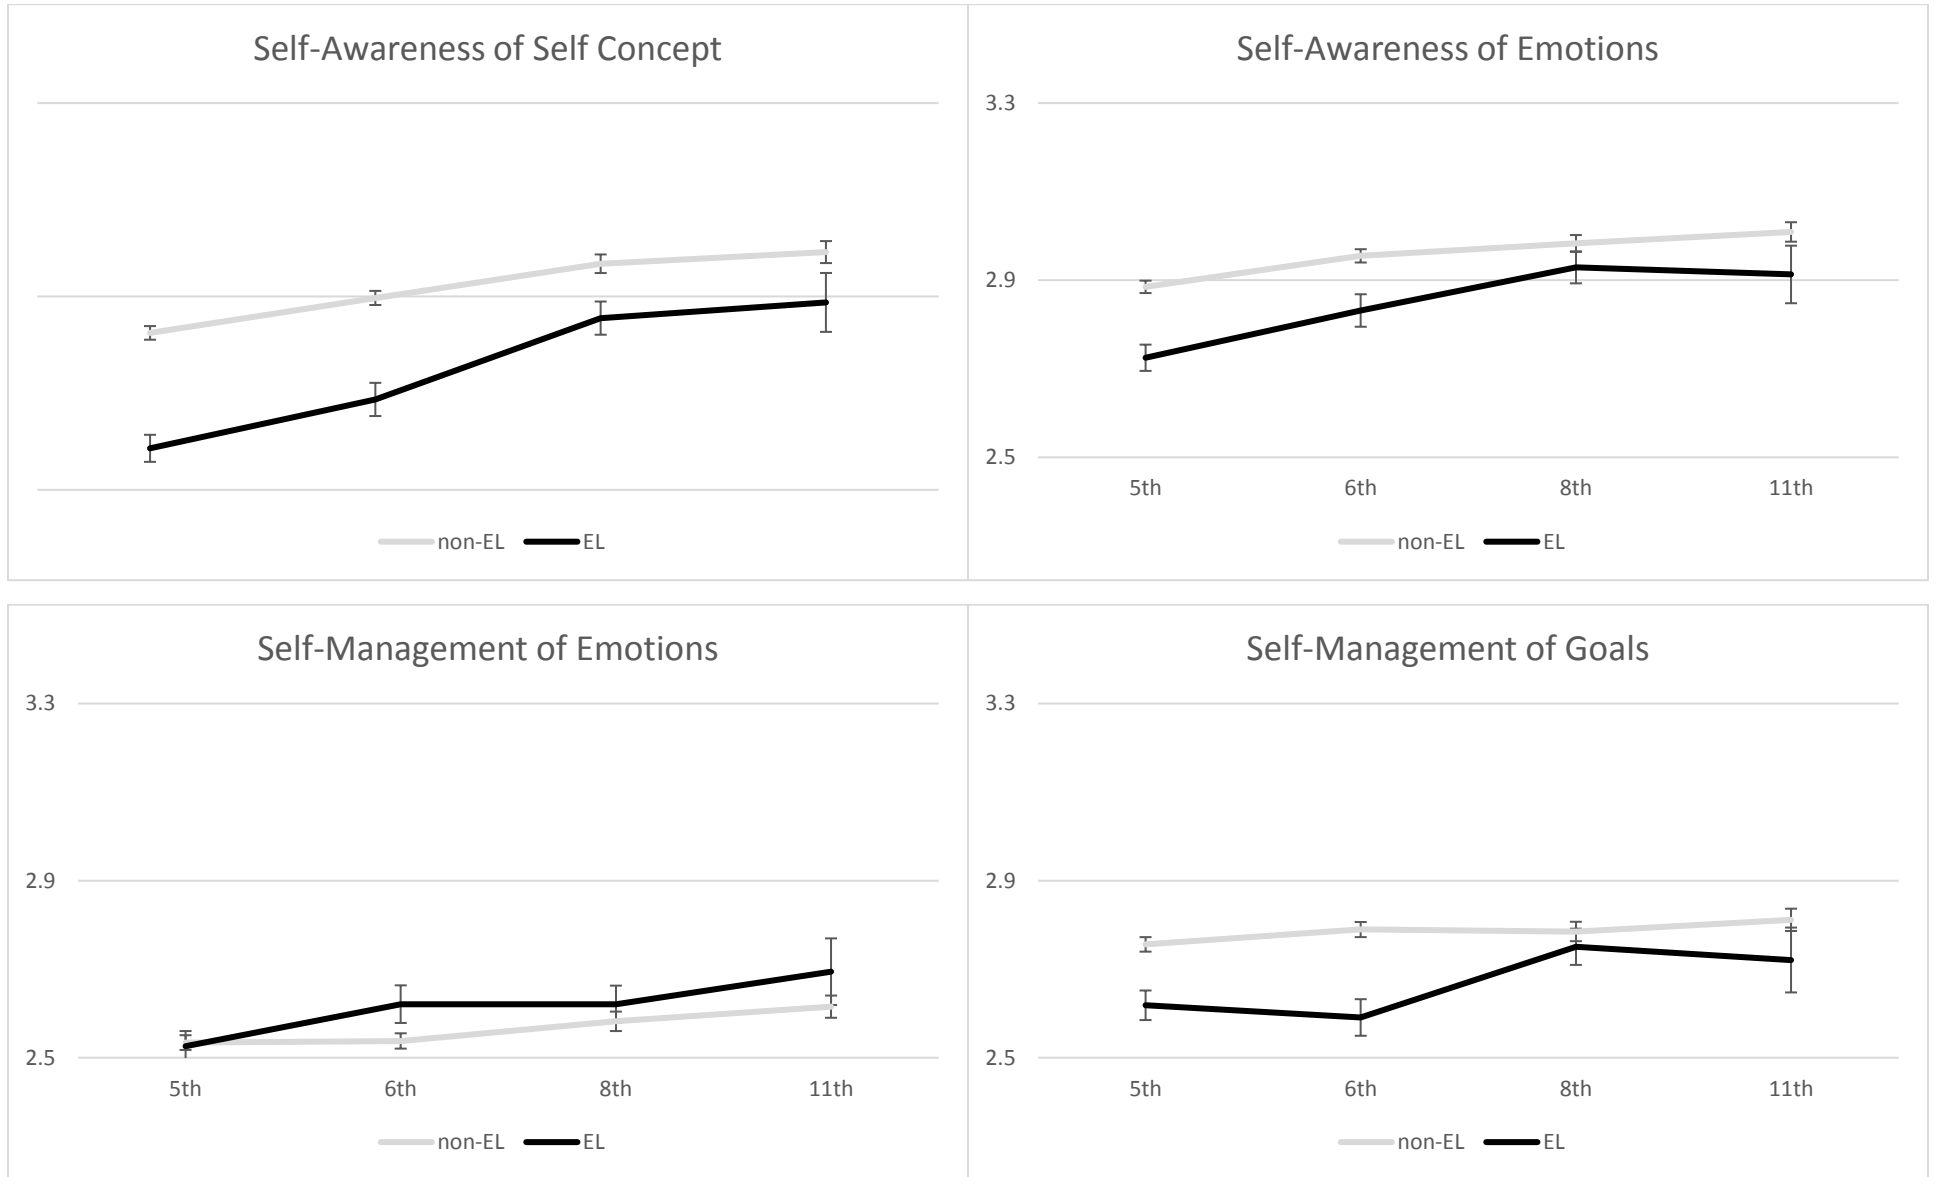 Self-Awareness of Self Concept
non-EL EL
Self-Awareness of Emotions
3.3
2.9
2.5
5th 6th 8th 11th
non-EL EL
Self-Management of Emotions
3.3
2.9
2.5
5th 6th 8th 11th
non-EL EL
Self-Management of Goals
3.3
2.9
2.5
5th 6th 8th 11th
non-EL EL